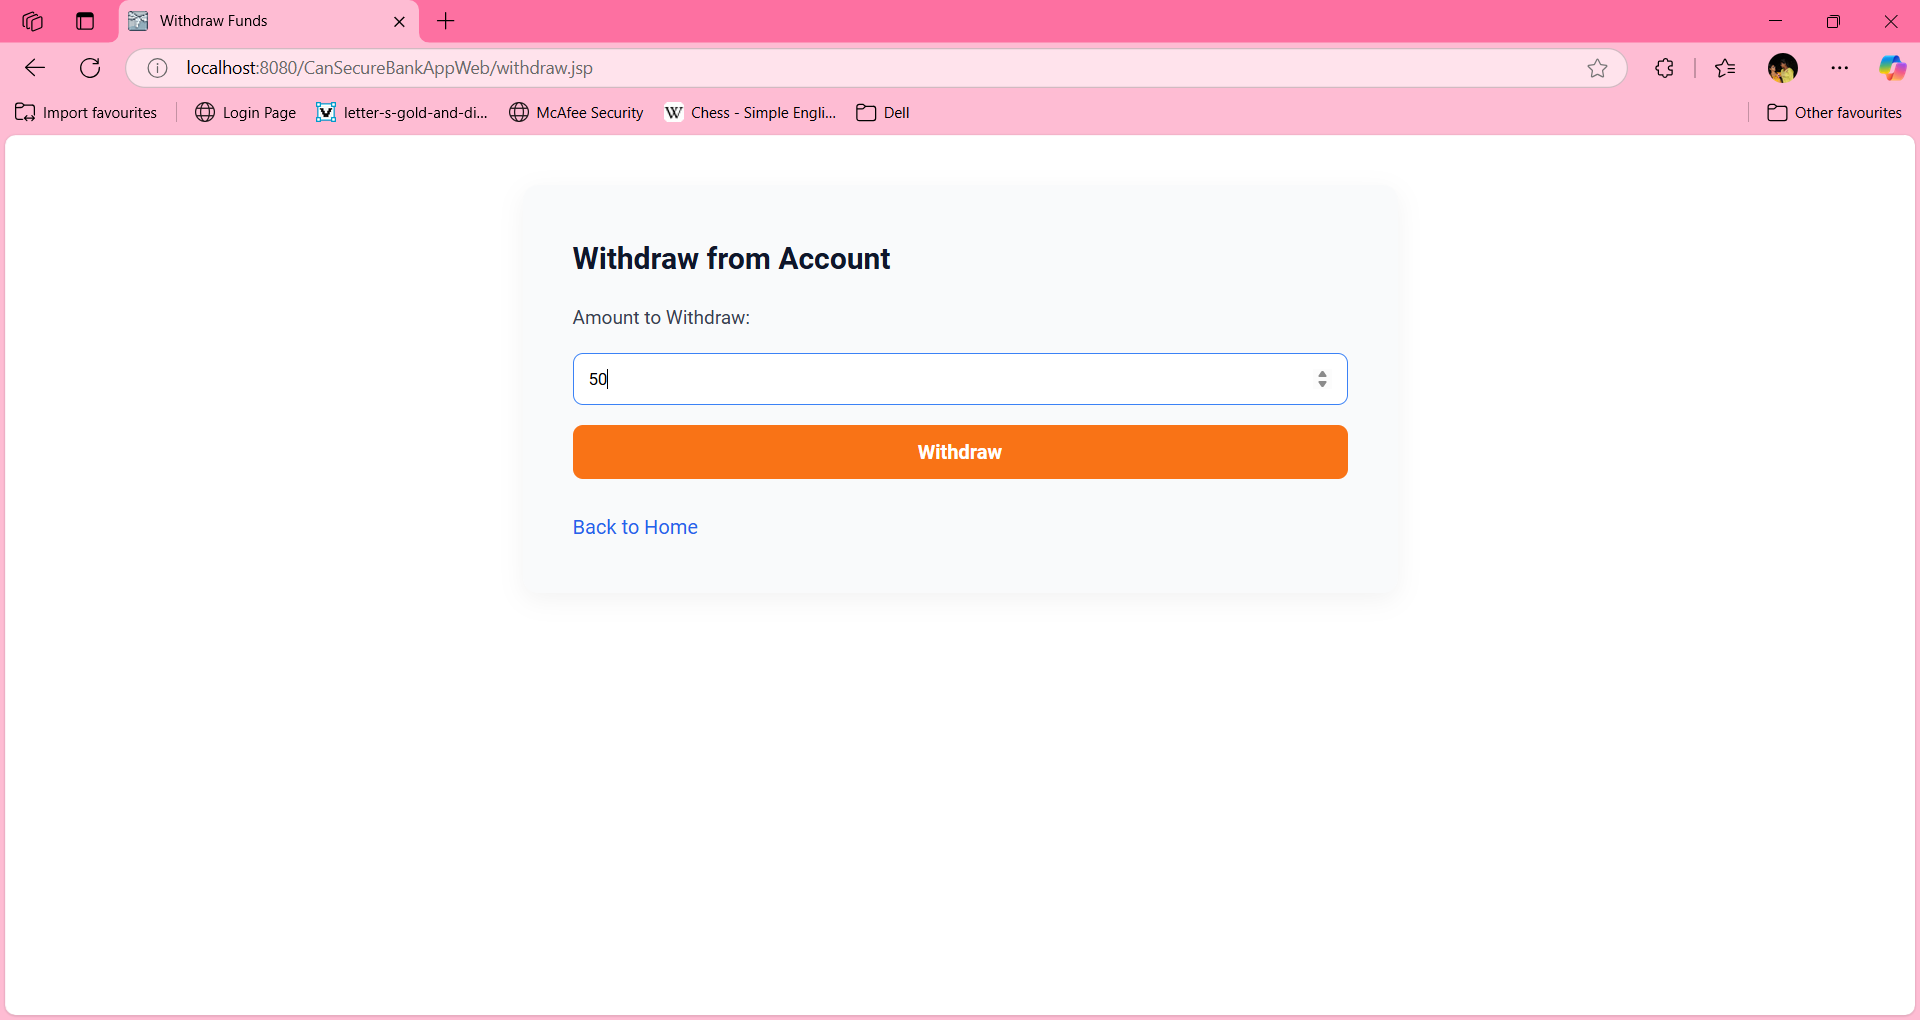 Withdraw Funds
localhost:8080/CanSecureBankAppWeb/withdraw.jsp
Import favourites
Login Page
letter-s-gold-and-di...
McAfee Security
W
Chess - Simple Engli...
Dell
Other favourites
Withdraw from Account
Amount to Withdraw:
50
Withdraw
Back to Home